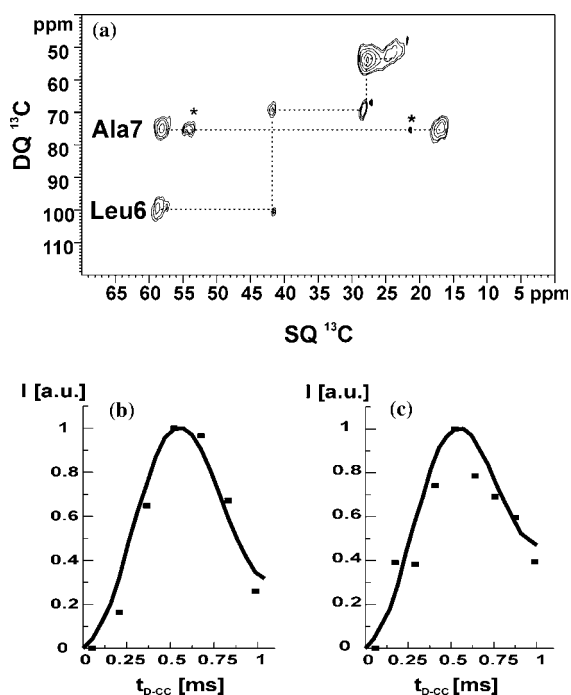 ppm
(a)
40
50
60
70
80
90
100
110
DQ ¹³C
*
*
Ala7
Leu6
65 60 55 50 45 40 35 30 25 20 15 10 5 ppm
SQ ¹³C
I [a.u.]
(b)
1
0.8
0.6
0.4
0.2
0
0 0.25 0.5 0.75 1
t_D-CC [ms]
I [a.u.]
(c)
1
0.8
0.6
0.4
0.2
0
0 0.25 0.5 0.75 1
t_D-CC [ms]